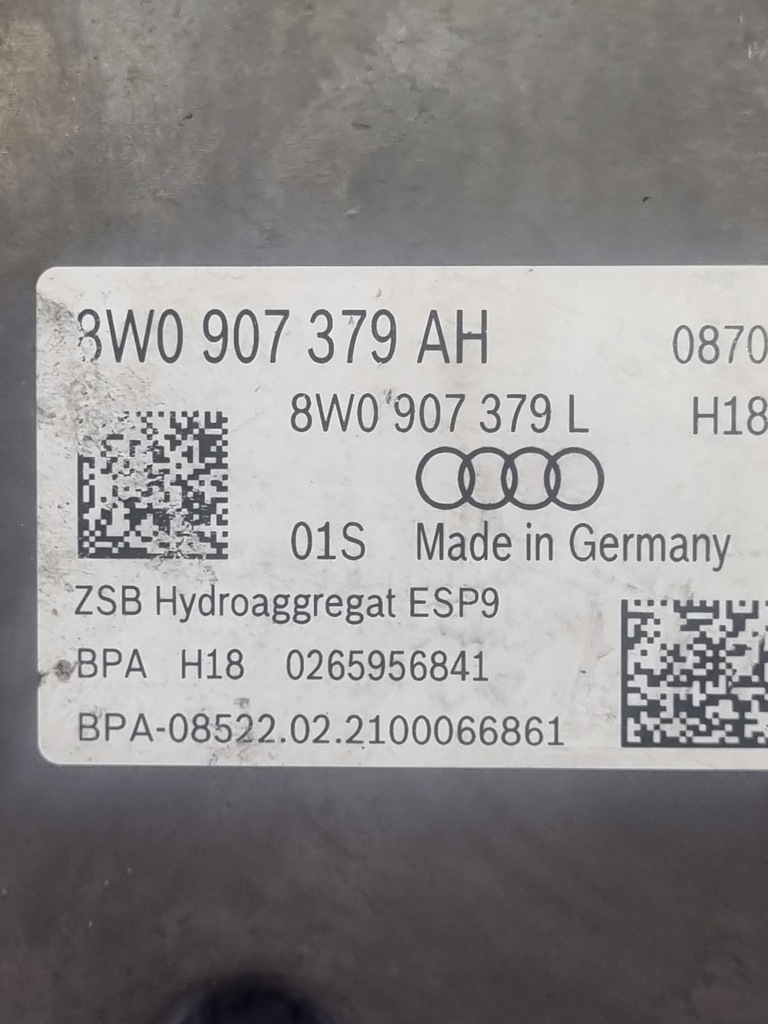 8W0 907 379 AH 0870
8W0 907 379 L H18
01S Made in Germany
ZSB Hydroaggregat ESP9
BPA H18 0265956841
BPA-08522.02.2100066861